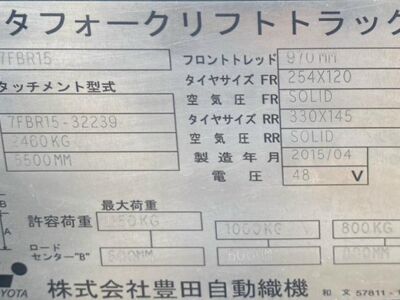 タフォークリフトトラック
7FBR15 フロントトレッド 970MM
タイヤサイズ FR 254X120
タッチメント型式 空気圧 FR SOLID
7FBR15-32239 タイヤサイズ RR 330X145
2460KG 空気圧 RR SOLID
5500MM 製造年月 2015/04
電圧 48 V
最大荷重
A
B 許容荷重 1000KG 800KG
ロード
センター"B" 600MM
YOTA 株式会社豊田自動織機 和文 57811-